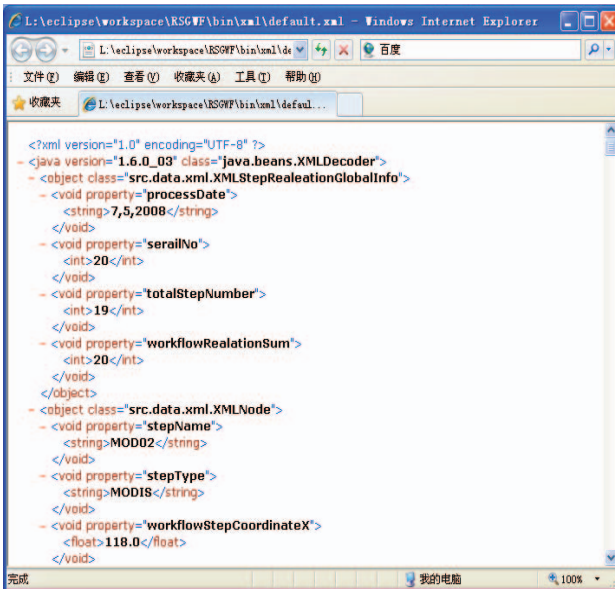 L:\eclipse\workspace\RSGWF\bin\xml\default.xml - Windows Internet Explorer
L:\eclipse\workspace\RSGWF\bin\xml\de 百度
文件(F) 编辑(E) 查看(V) 收藏夹(A) 工具(T) 帮助(H)
收藏夹 L:\eclipse\workspace\RSGWF\bin\xml\defaul...
<?xml version="1.0" encoding="UTF-8" ?>
- <java version="1.6.0_03" class="java.beans.XMLDecoder">
- <object class="src.data.xml.XMLStepRealeationGlobalInfo">
- <void property="processDate">
<string>7,5,2008</string>
</void>
- <void property="serailNo">
<int>20</int>
</void>
- <void property="totalStepNumber">
<int>19</int>
</void>
- <void property="workflowRealationSum">
<int>20</int>
</void>
</object>
- <object class="src.data.xml.XMLNode">
- <void property="stepName">
<string>MOD02</string>
</void>
- <void property="stepType">
<string>MODIS</string>
</void>
- <void property="workflowStepCoordinateX">
<float>118.0</float>
</void>
完成 我的电脑 100%